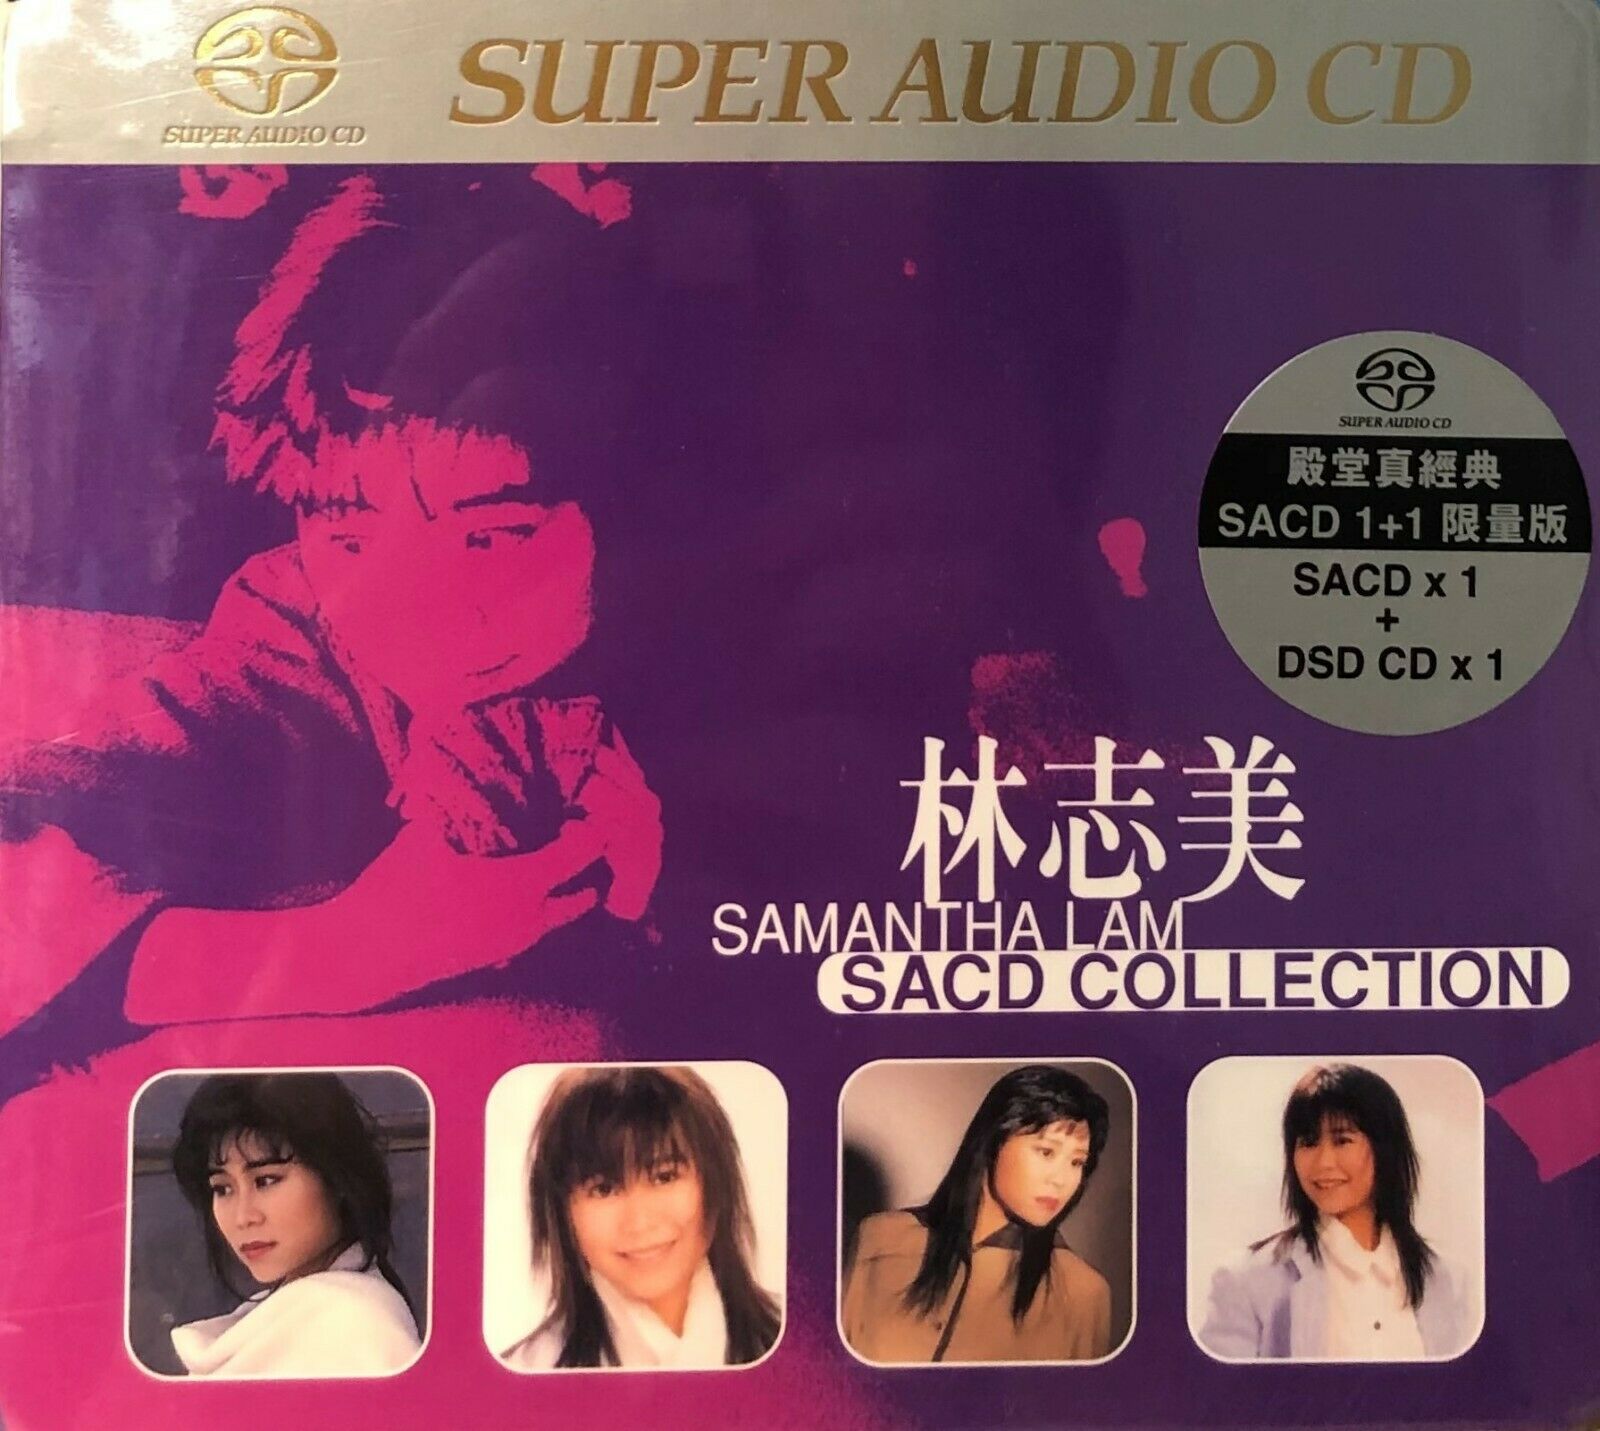 SUPER AUDIO CD
SUPER AUDIO CD
SUPER AUDIO CD
殿堂真經典
SACD 1+1 限量版
SACD x 1
+
DSD CD x 1
林志美
SAMANTHA LAM
SACD COLLECTION